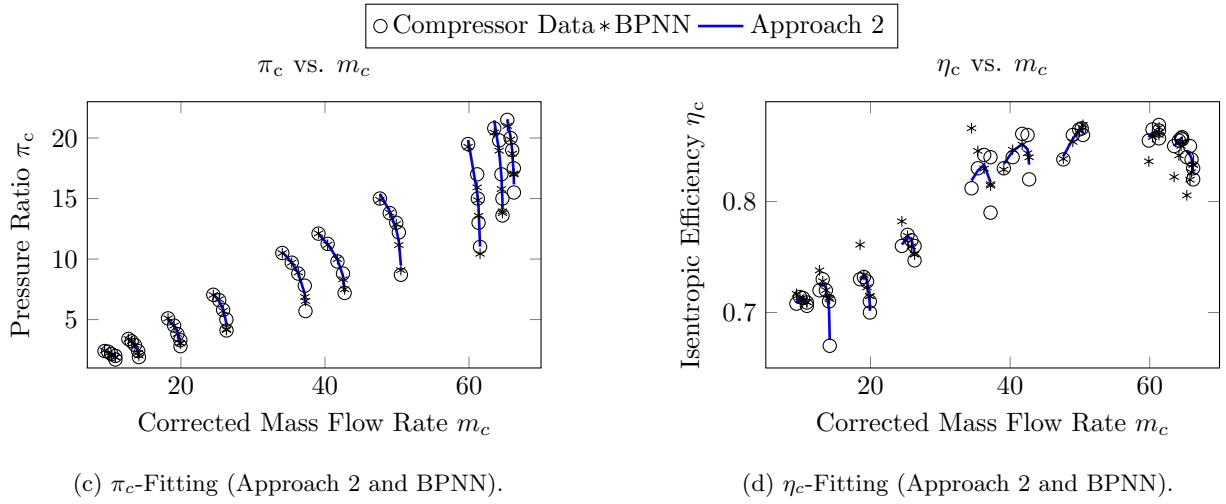 Compressor Data * BPNN Approach 2
π_c vs. m_c
η_c vs. m_c
Pressure Ratio π_c
20
15
10
5
20 40 60
Corrected Mass Flow Rate m_c
Isentropic Efficiency η_c
0.8
0.7
0 20 40 60
Corrected Mass Flow Rate m_c
(c) π_c-Fitting (Approach 2 and BPNN).
(d) η_c-Fitting (Approach 2 and BPNN).